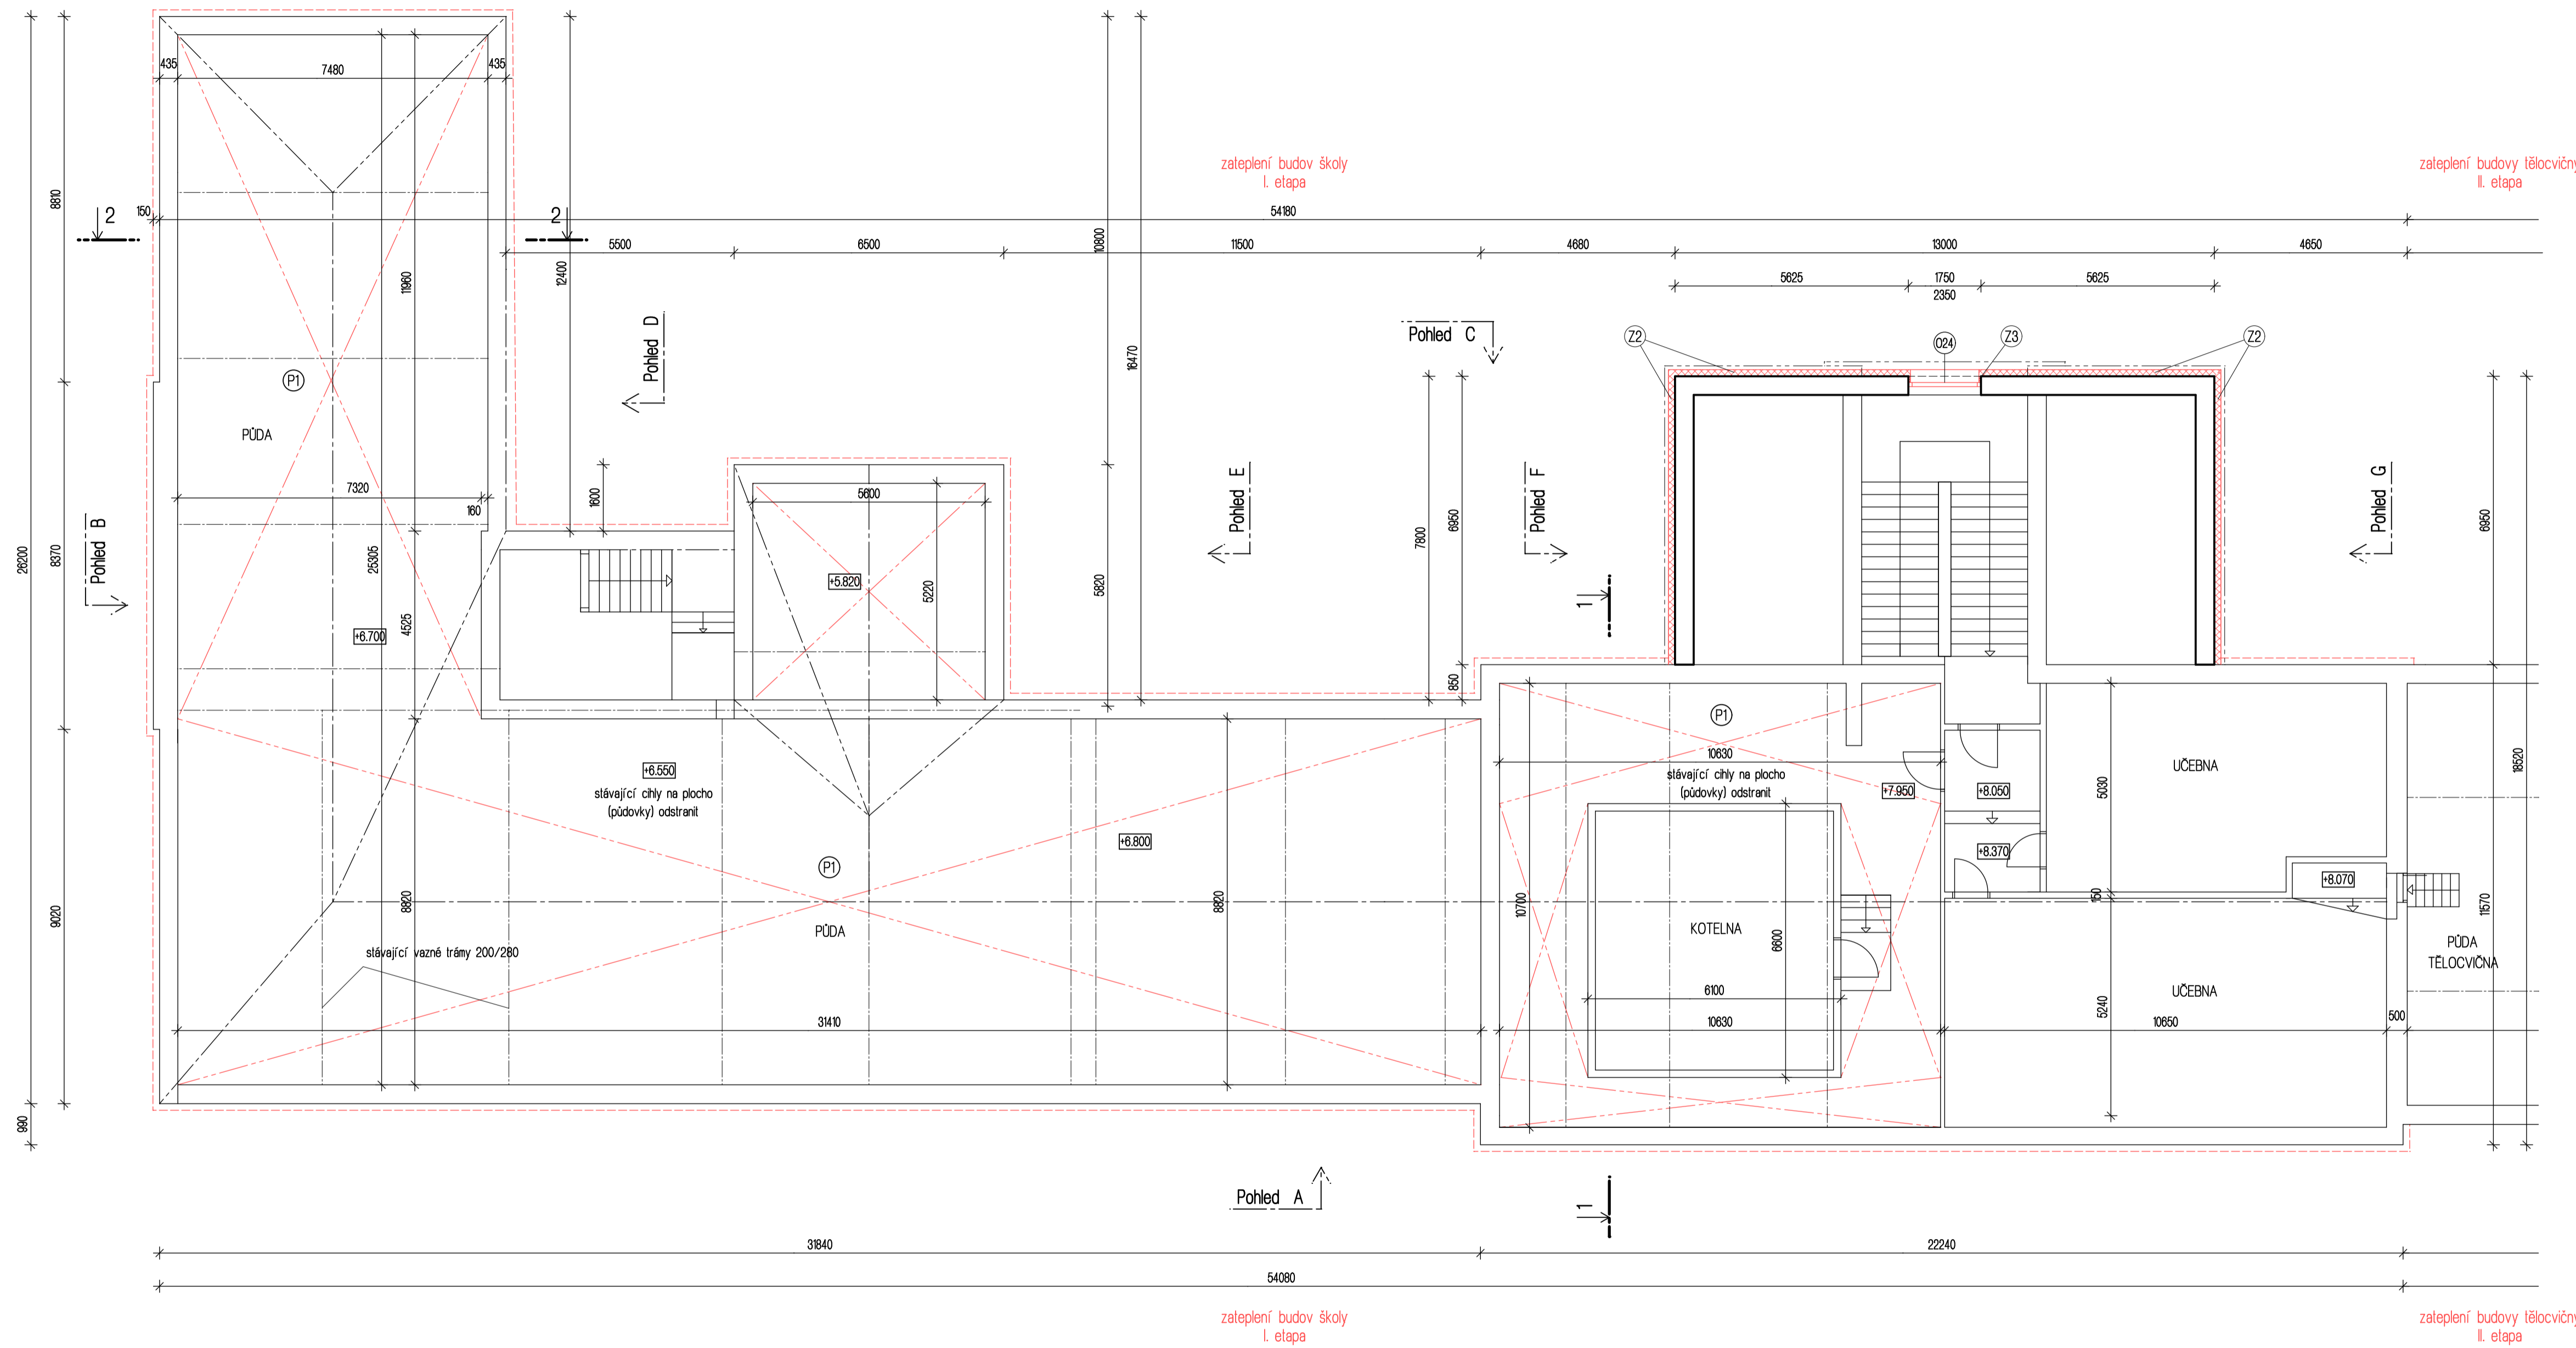 zateplení budov školy
I. etapa
zateplení budovy tělocvičny
II. etapa
435
7480
435
150
54180
2
2
5500
6500
11500
4680
13000
4650
5625
1750
5625
2350
8810
11960
12400
10800
16470
Pohled D
Pohled C
Z2
O24
Z3
Z2
P1
PŮDA
7320
160
1600
5600
Pohled B
Pohled E
Pohled F
Pohled G
7800
6950
6950
26200
8370
25305
4525
+6.700
+5.820
5220
5820
1
850
P1
10630
stávající cihly na plocho
(půdovky) odstranit
+7.950
+8.050
+8.370
UČEBNA
5030
18520
+6.550
stávající cihly na plocho
(půdovky) odstranit
+6.800
P1
PŮDA
9020
8820
8820
10700
KOTELNA
6600
6100
150
+8.070
11570
PŮDA
TĚLOCVIČNA
UČEBNA
5240
stávající vazné trámy 200/280
31410
10630
10650
500
990
Pohled A
1
31840
22240
54080
zateplení budov školy
I. etapa
zateplení budovy tělocvičny
II. etapa